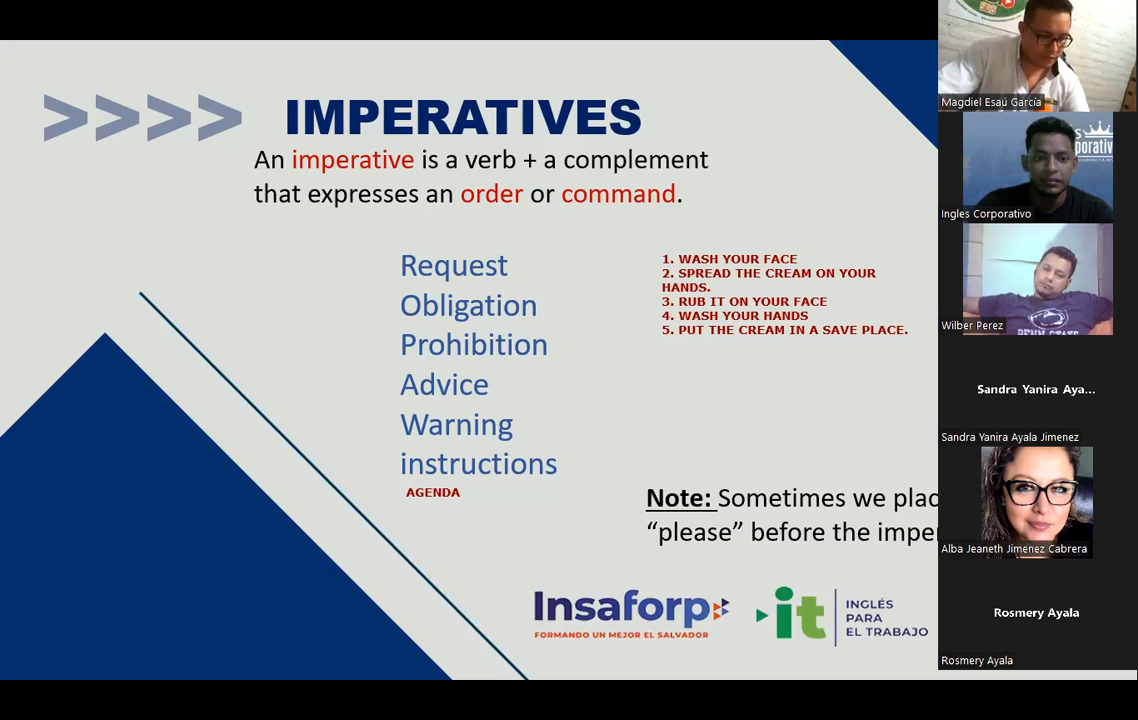 >>>> IMPERATIVES
An imperative is a verb + a complement
that expresses an order or command.
Request
Obligation
Prohibition
Advice
Warning
instructions
AGENDA
1. WASH YOUR FACE
2. SPREAD THE CREAM ON YOUR
HANDS.
3. RUB IT ON YOUR FACE
4. WASH YOUR HANDS
5. PUT THE CREAM IN A SAVE PLACE.
Note: Sometimes we plac
“please” before the impe
Insaforp
FORMANDO UN MEJOR EL SALVADOR
it
INGLÉS
PARA
EL TRABAJO
Magdiel Esaú García
Ingles Corporativo
Wilber Perez
PENN STATE
Sandra Yanira Aya...
Sandra Yanira Ayala Jimenez
Alba Jeaneth Jimenez Cabrera
Rosmery Ayala
Rosmery Ayala